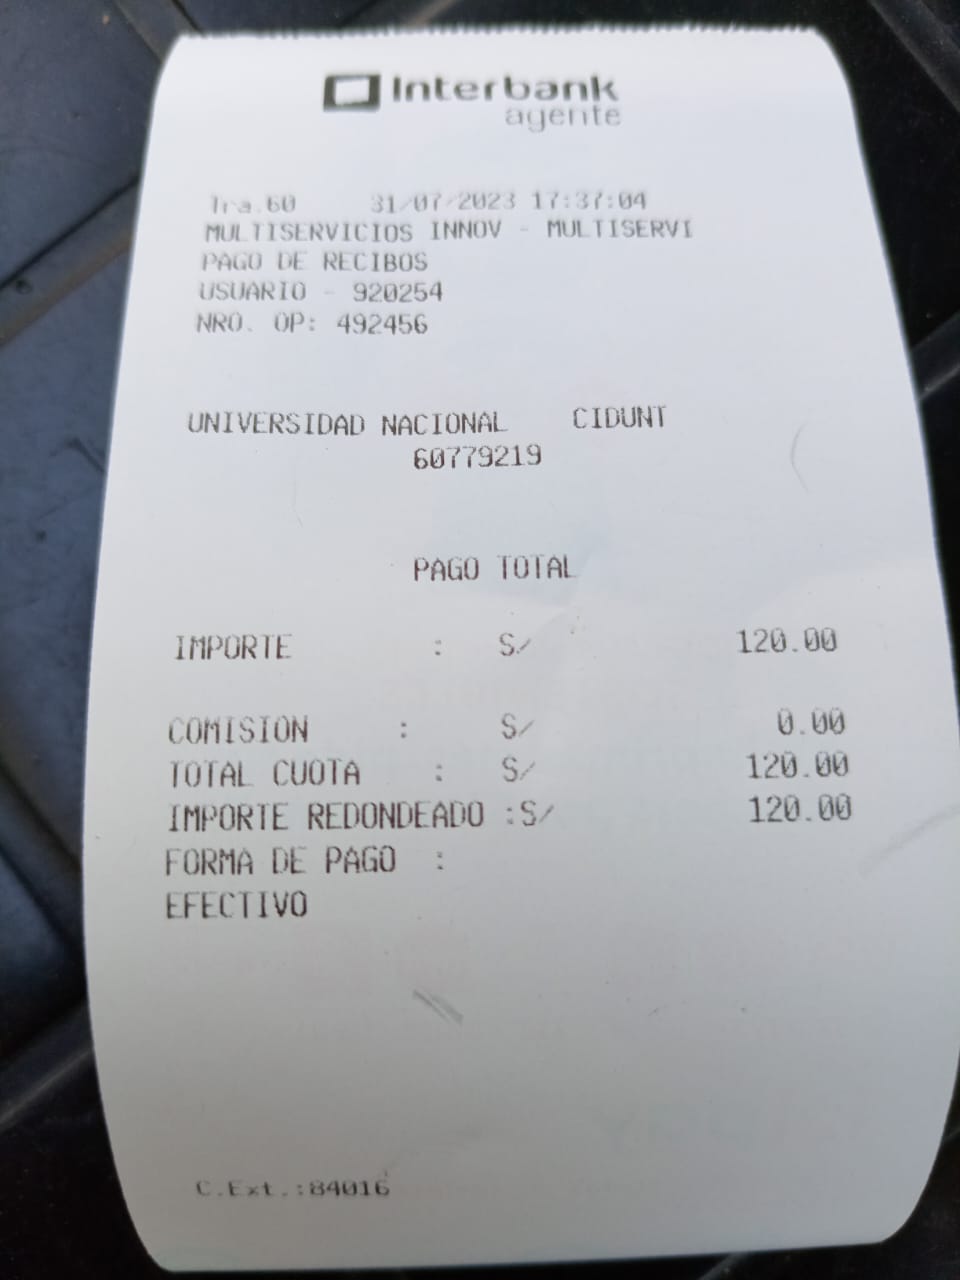 Interbank
agente
Tra.60 31/07/2023 17:37:04
MULTISERVICIOS INNOV - MULTISERVI
PAGO DE RECIBOS
USUARIO - 920254
NRO. OP: 492456
UNIVERSIDAD NACIONAL CIDUNT
60779219
PAGO TOTAL
IMPORTE : S/ 120.00
COMISION : S/ 0.00
TOTAL CUOTA : S/ 120.00
IMPORTE REDONDEADO :S/ 120.00
FORMA DE PAGO :
EFECTIVO
C.Ext.:84016